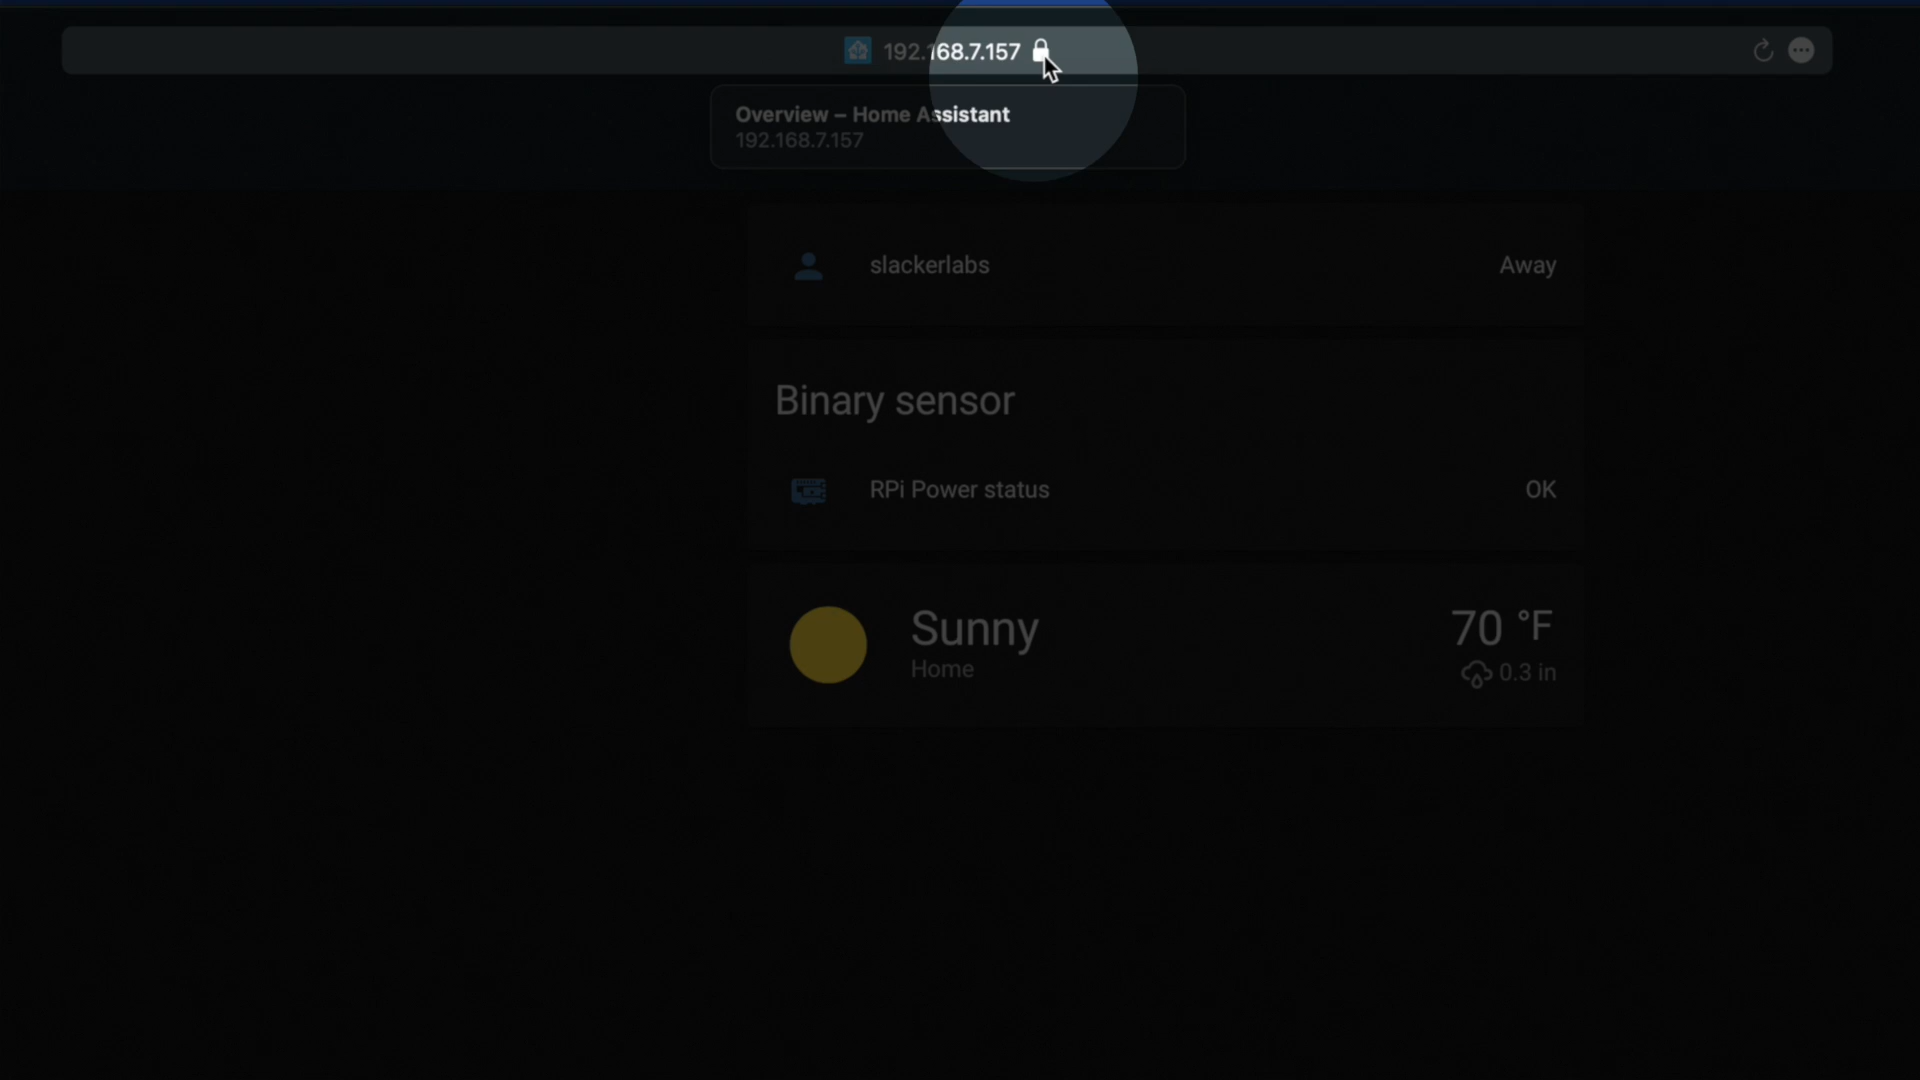 192.168.7.157
Overview – Home Assistant
192.168.7.157
slackerlabs Away
Binary sensor
RPi Power status OK
Sunny 70 °F
Home 0.3 in